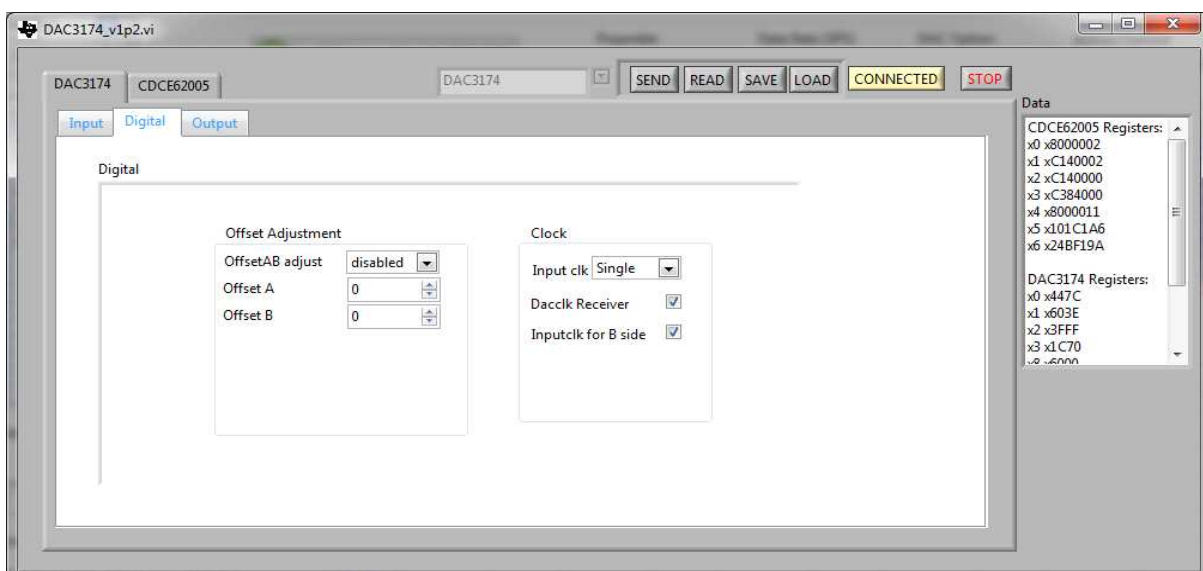 DAC3174_v1p2.vi
DAC3174 CDCE62005
DAC3174
SEND READ SAVE LOAD CONNECTED STOP
Input Digital Output
Digital
Offset Adjustment
OffsetAB adjust disabled
Offset A 0
Offset B 0
Clock
Input clk Single
Dacclk Receiver
Inputclk for B side
Data
CDCE62005 Registers:
x0 x8000002
x1 xC140002
x2 xC140000
x3 xC384000
x4 x8000011
x5 x101C1A6
x6 x24BF19A
DAC3174 Registers:
x0 x447C
x1 x603E
x2 x3FFF
x3 x1C70
x8 x6000